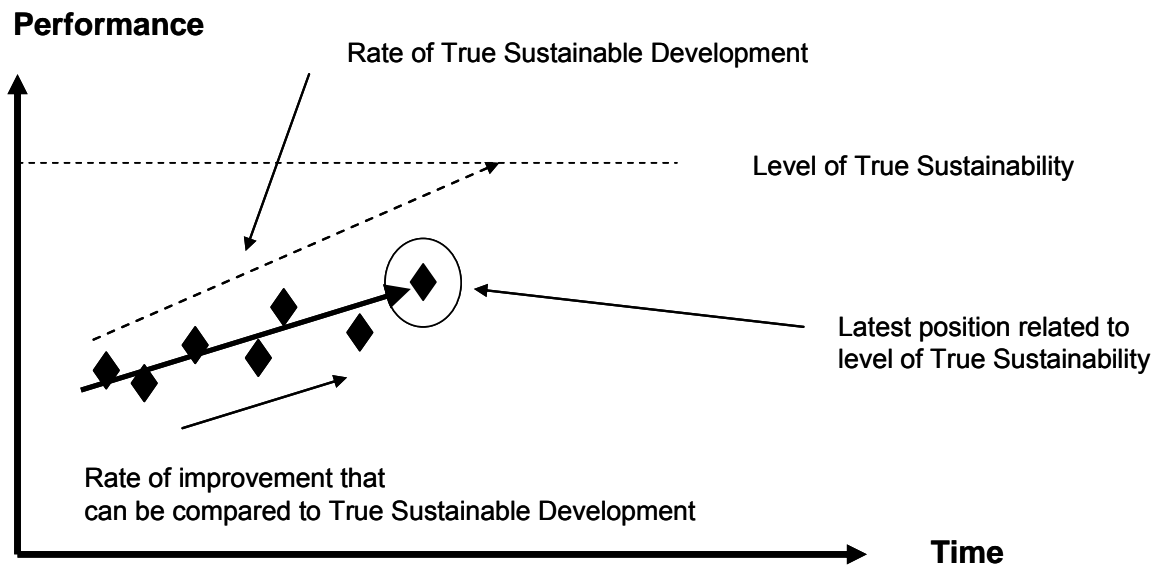 Performance
Rate of True Sustainable Development
Level of True Sustainability
Latest position related to
level of True Sustainability
Rate of improvement that
can be compared to True Sustainable Development
Time